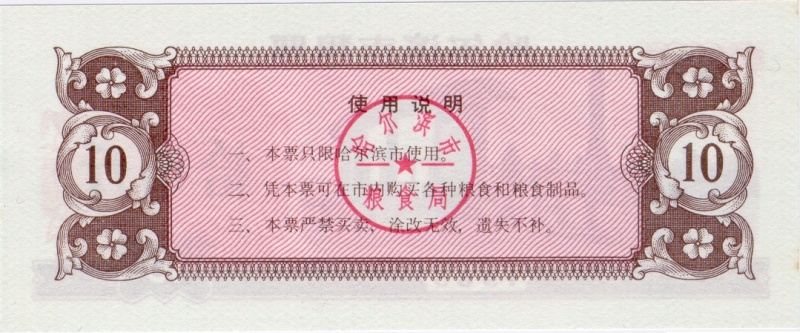 使用说明
哈尔滨市
粮食局
一、本票只限哈尔滨市使用。
二、凭本票可在市内购买各种粮食和粮食制品。
三、本票严禁买卖，涂改无效，遗失不补。
10
10